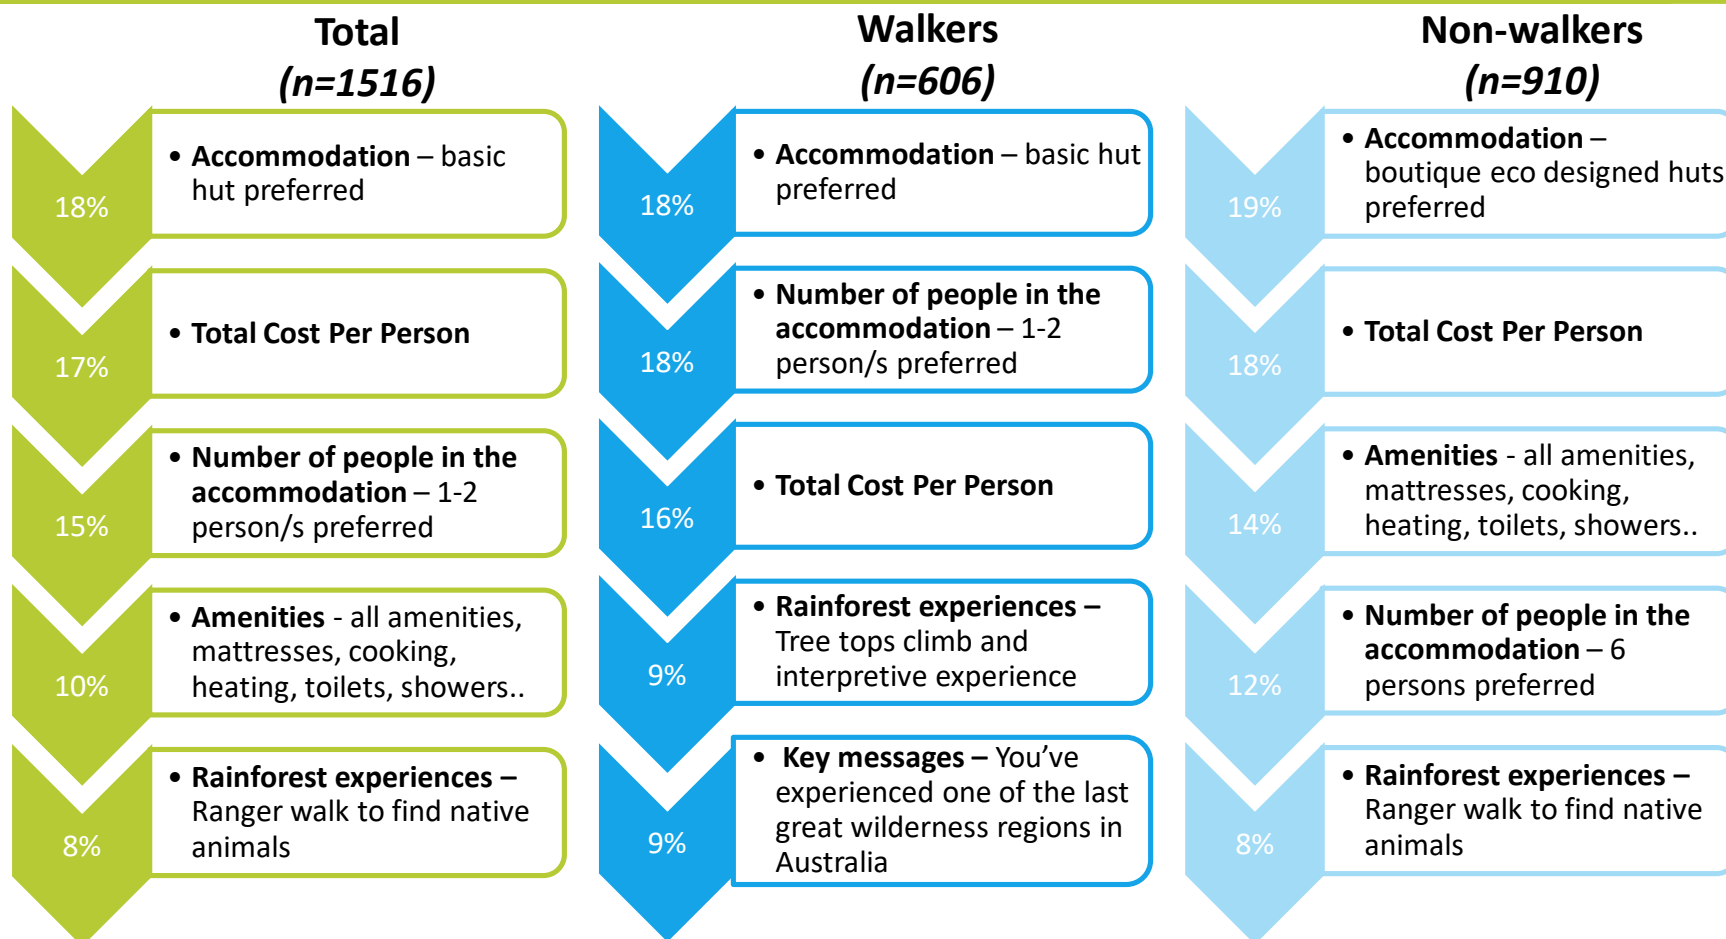 Total
(n=1516)
18%
• Accommodation – basic
hut preferred
17%
• Total Cost Per Person
15%
• Number of people in the
accommodation – 1-2
person/s preferred
10%
• Amenities - all amenities,
mattresses, cooking,
heating, toilets, showers..
8%
• Rainforest experiences –
Ranger walk to find native
animals
Walkers
(n=606)
18%
• Accommodation – basic hut
preferred
18%
• Number of people in the
accommodation – 1-2
person/s preferred
16%
• Total Cost Per Person
9%
• Rainforest experiences –
Tree tops climb and
interpretive experience
9%
• Key messages – You’ve
experienced one of the last
great wilderness regions in
Australia
Non-walkers
(n=910)
19%
• Accommodation –
boutique eco designed huts
preferred
18%
• Total Cost Per Person
14%
• Amenities - all amenities,
mattresses, cooking,
heating, toilets, showers..
12%
• Number of people in the
accommodation – 6
persons preferred
8%
• Rainforest experiences –
Ranger walk to find native
animals